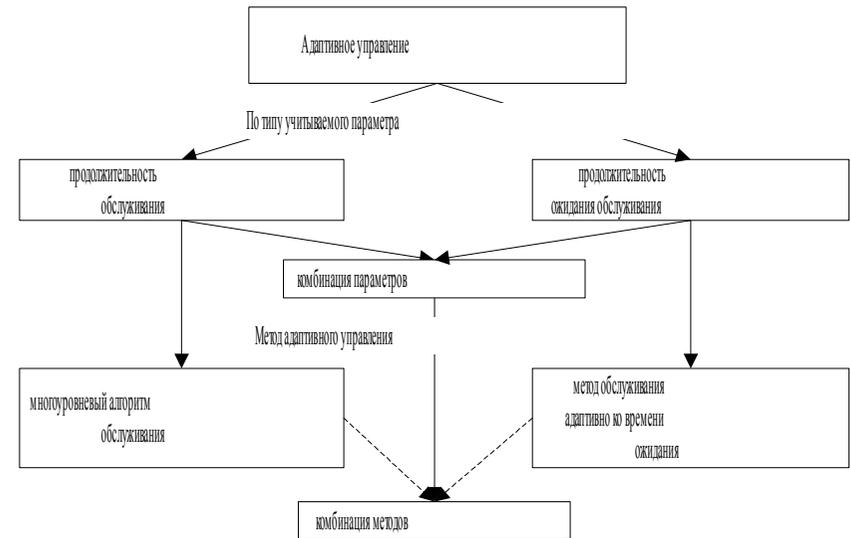 Адаптивное управление
По типу учитываемого параметра
продолжительность
обслуживания
продолжительность
ожидания обслуживания
комбинация параметров
Метод адаптивного управления
многоуровневый алгоритм
обслуживания
метод обслуживания
адаптивно ко времени
ожидания
комбинация методов